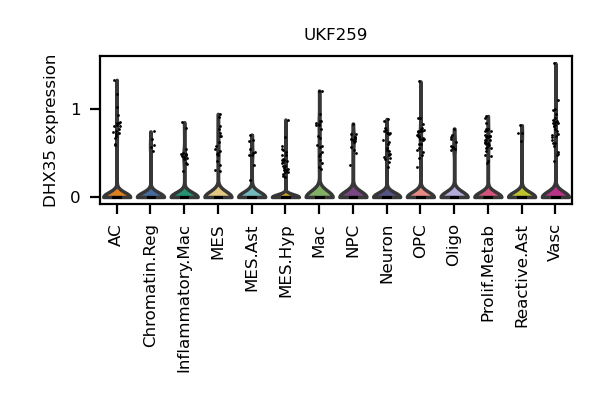 UKF259
DHX35 expression
1
0
AC
Chromatin.Reg
Inflammatory.Mac
MES
MES.Ast
MES.Hyp
Mac
NPC
Neuron
OPC
Oligo
Prolif.Metab
Reactive.Ast
Vasc